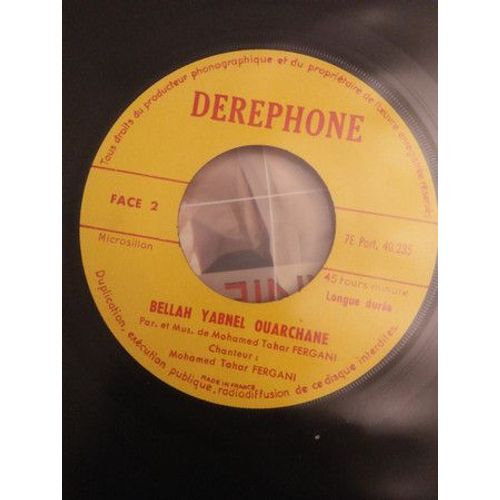 Tous droits du producteur phonographique et du propriétaire de l'œuvre enregistrée réservés
DEREPHONE
FACE 2
Microsillon
7E Part. 40.235
45 tours minute
Longue durée
BELLAH YABNEL OUARCHANE
Par. et Mus. de Mohamed Tahar FERGANI
Chanteur :
Mohamed Tahar FERGANI
MADE IN FRANCE
Duplication, exécution publique, radiodiffusion de ce disque interdites.